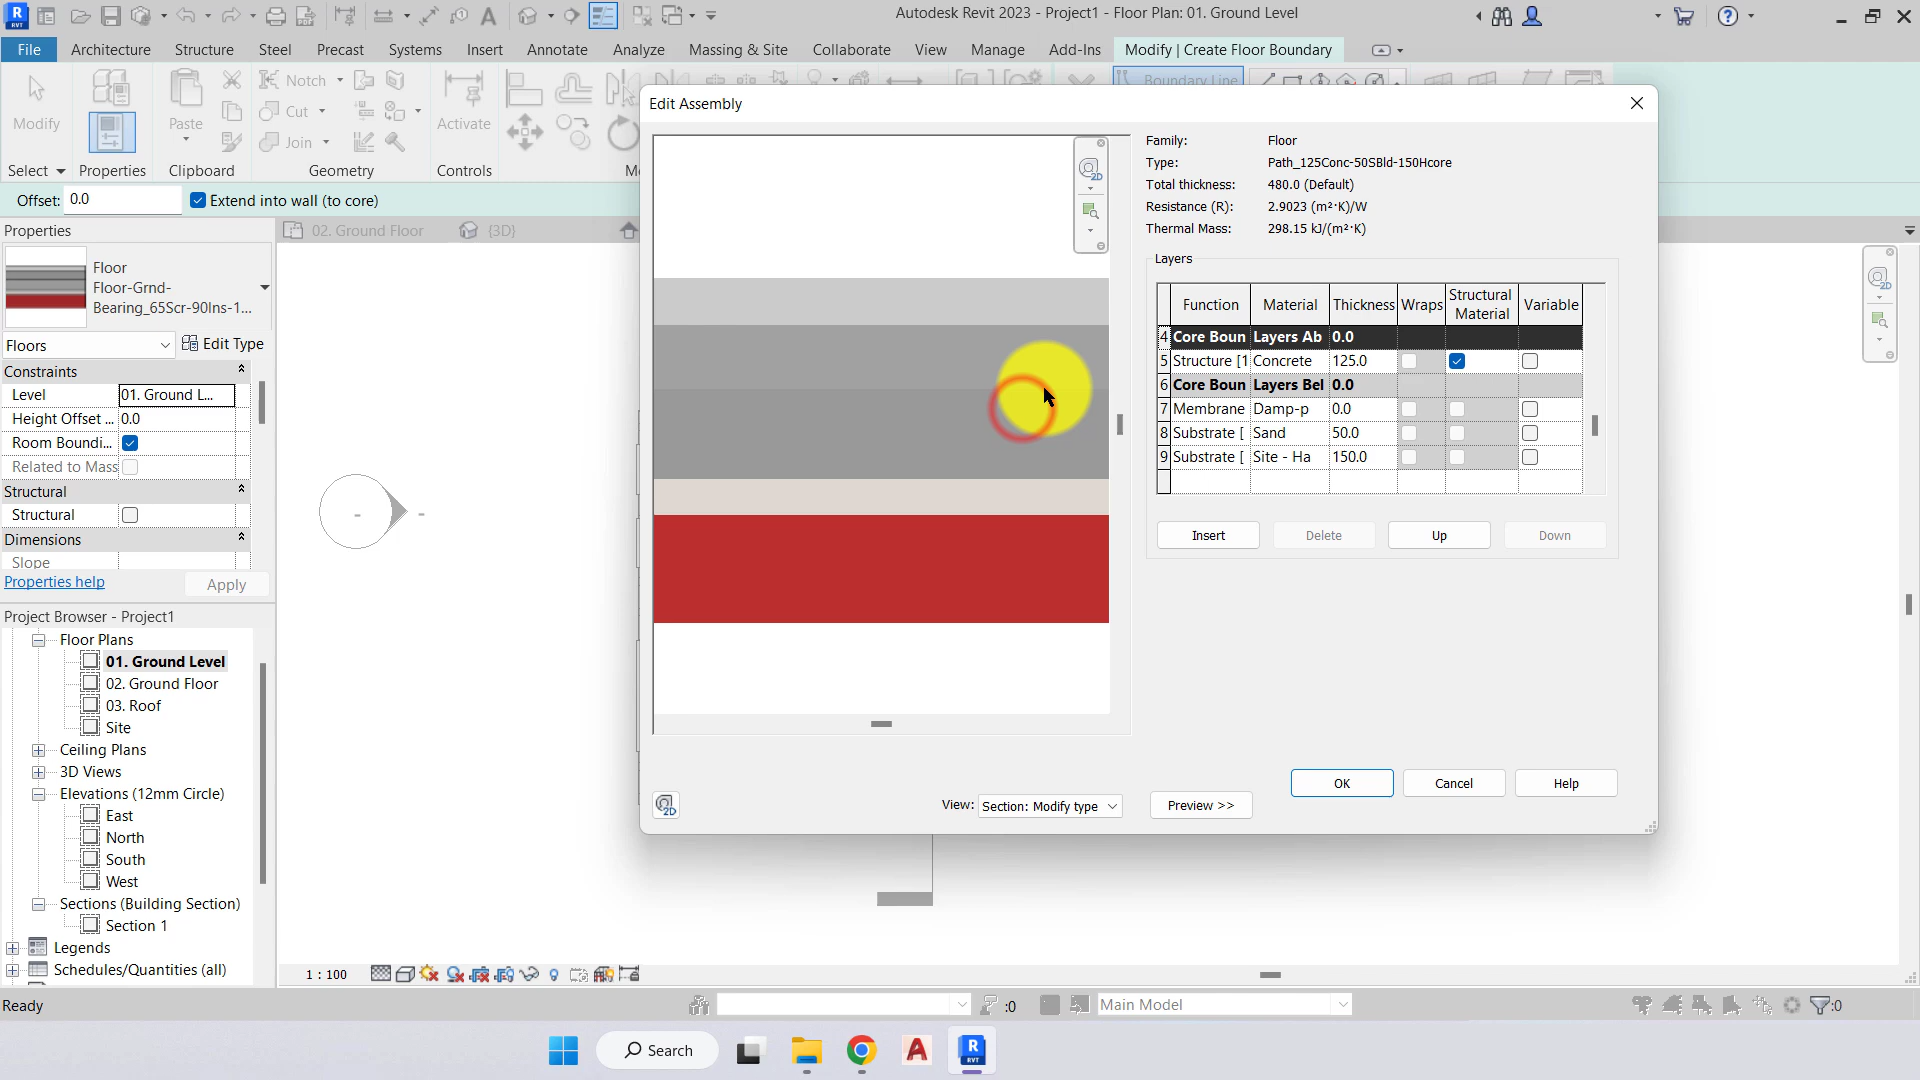 Autodesk Revit 2023 - Project1 - Floor Plan: 01. Ground Level
File Architecture Structure Steel Precast Systems Insert Annotate Analyze Massing & Site Collaborate View Manage Add-Ins Modify | Create Floor Boundary
Modify
Paste
Notch
Cut
Join
Activate
Boundary Line
Select Properties Clipboard Geometry Controls
Offset: 0.0 Extend into wall (to core)
02. Ground Floor {3D}
Properties
Floor
Floor-Grnd-
Bearing_65Scr-90Ins-1...
Floors Edit Type
Constraints
Level 01. Ground L...
Height Offset ... 0.0
Room Boundi...
Related to Mass
Structural
Structural
Dimensions
Slope
Properties help Apply
Project Browser - Project1
Floor Plans
01. Ground Level
02. Ground Floor
03. Roof
Site
Ceiling Plans
3D Views
Elevations (12mm Circle)
East
North
South
West
Sections (Building Section)
Section 1
Legends
Schedules/Quantities (all)
Edit Assembly
Family: Floor
Type: Path_125Conc-50SBld-150Hcore
Total thickness: 480.0 (Default)
Resistance (R): 2.9023 (m²·K)/W
Thermal Mass: 298.15 kJ/(m²·K)
Layers
Function Material Thickness Wraps Structural Material Variable
4 Core Boun Layers Ab 0.0
5 Structure [1 Concrete 125.0
6 Core Boun Layers Bel 0.0
7 Membrane Damp-p 0.0
8 Substrate [ Sand 50.0
9 Substrate [ Site - Ha 150.0
Insert Delete Up Down
OK Cancel Help
View: Section: Modify type Preview >>
1 : 100
Ready :0 Main Model :0
Search